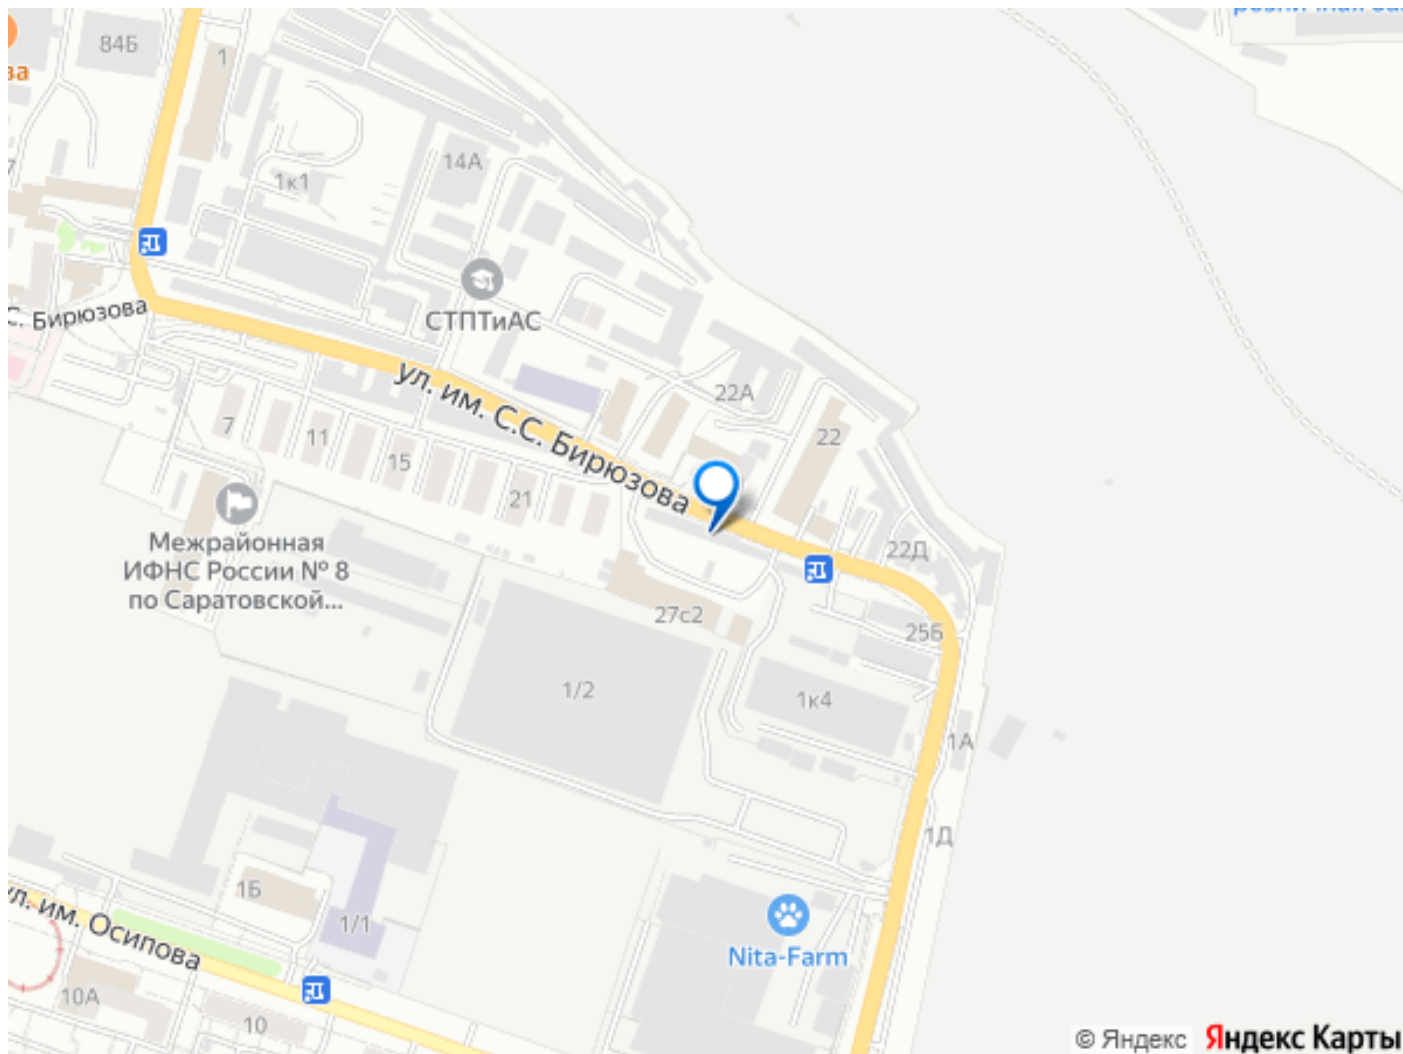 84Б
1
14А
1к1
С. Бирюзова
СТПТиАС
ул. им. С.С. Бирюзова
22А
22
7
11
15
21
22Д
Межрайонная
ИФНС России № 8
по Саратовской...
27с2
25Б
1/2
1к4
1А
1Д
1Б
1/1
ул. им. Осипова
Nita-Farm
10А
10
© Яндекс Яндекс Карты